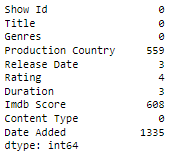 Show Id 0
Title 0
Genres 0
Production Country 559
Release Date 3
Rating 4
Duration 3
Imdb Score 608
Content Type 0
Date Added 1335
dtype: int64